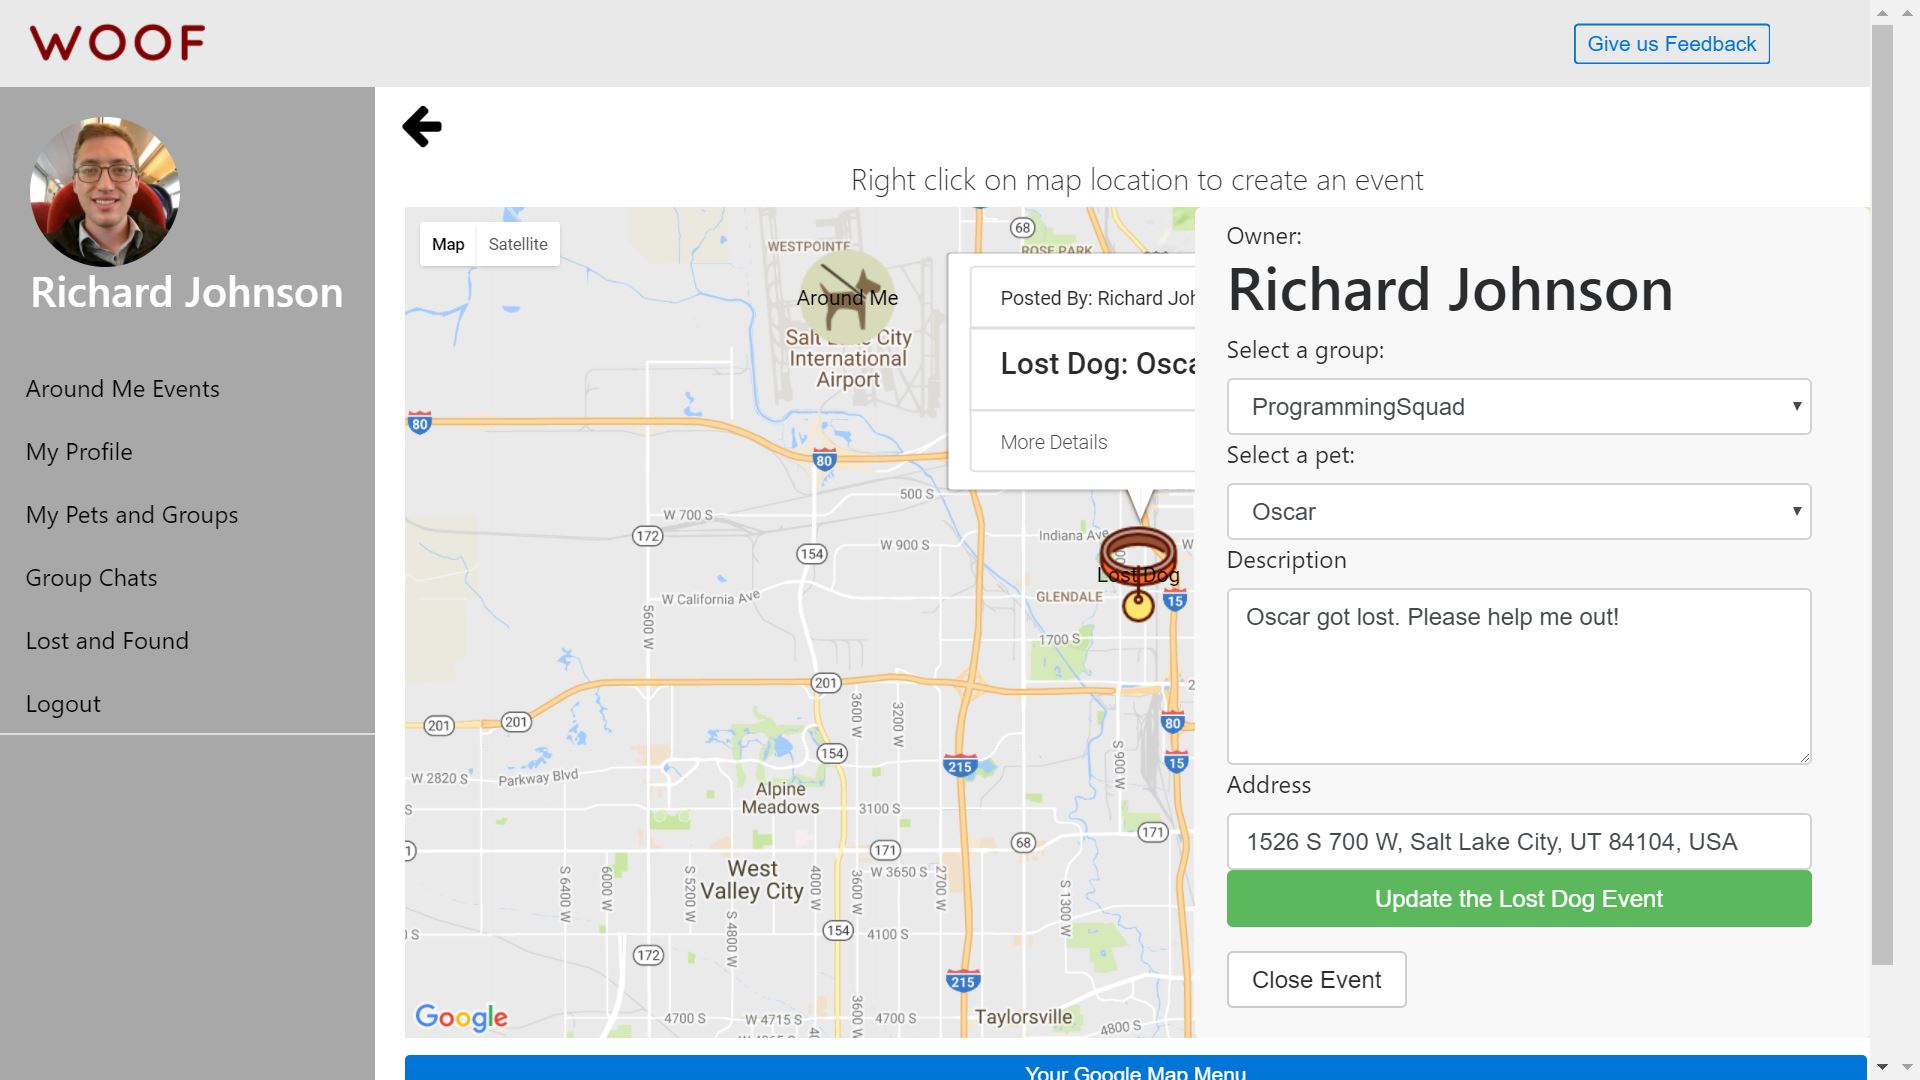 WOOF
Give us Feedback
Richard Johnson
Around Me Events
My Profile
My Pets and Groups
Group Chats
Lost and Found
Logout
Right click on map location to create an event
Map
Satellite
WESTPOINTE
68
ROSE PARK
Around Me
Salt Lake City
International
Airport
Posted By: Richard Joh
Lost Dog: Osca
More Details
80
80
500 S
W 700 S
172
154
W 900 S
Indiana Ave
W
Lost Dog
GLENDALE
15
W California Ave
5600 W
1700 S
201
2
201
201
3600 W
3200 W
80
154
215
15
S 900 W
W 2820 S
Parkway Blvd
Alpine
Meadows
S
3100 S
171
68
171
W 3650 S
West
Valley City
S 6400 W
6000 W
S 5200 W
4000 W
3600 W
2700 W
S 1300 W
S 4800 W
154
4100 S
172
215
3600 W
Google
4700 S
W 4715 S
4700 S
Taylorsville
4800 S
Owner:
Richard Johnson
Select a group:
ProgrammingSquad
Select a pet:
Oscar
Description
Oscar got lost. Please help me out!
Address
1526 S 700 W, Salt Lake City, UT 84104, USA
Update the Lost Dog Event
Close Event
Your Google Map Menu